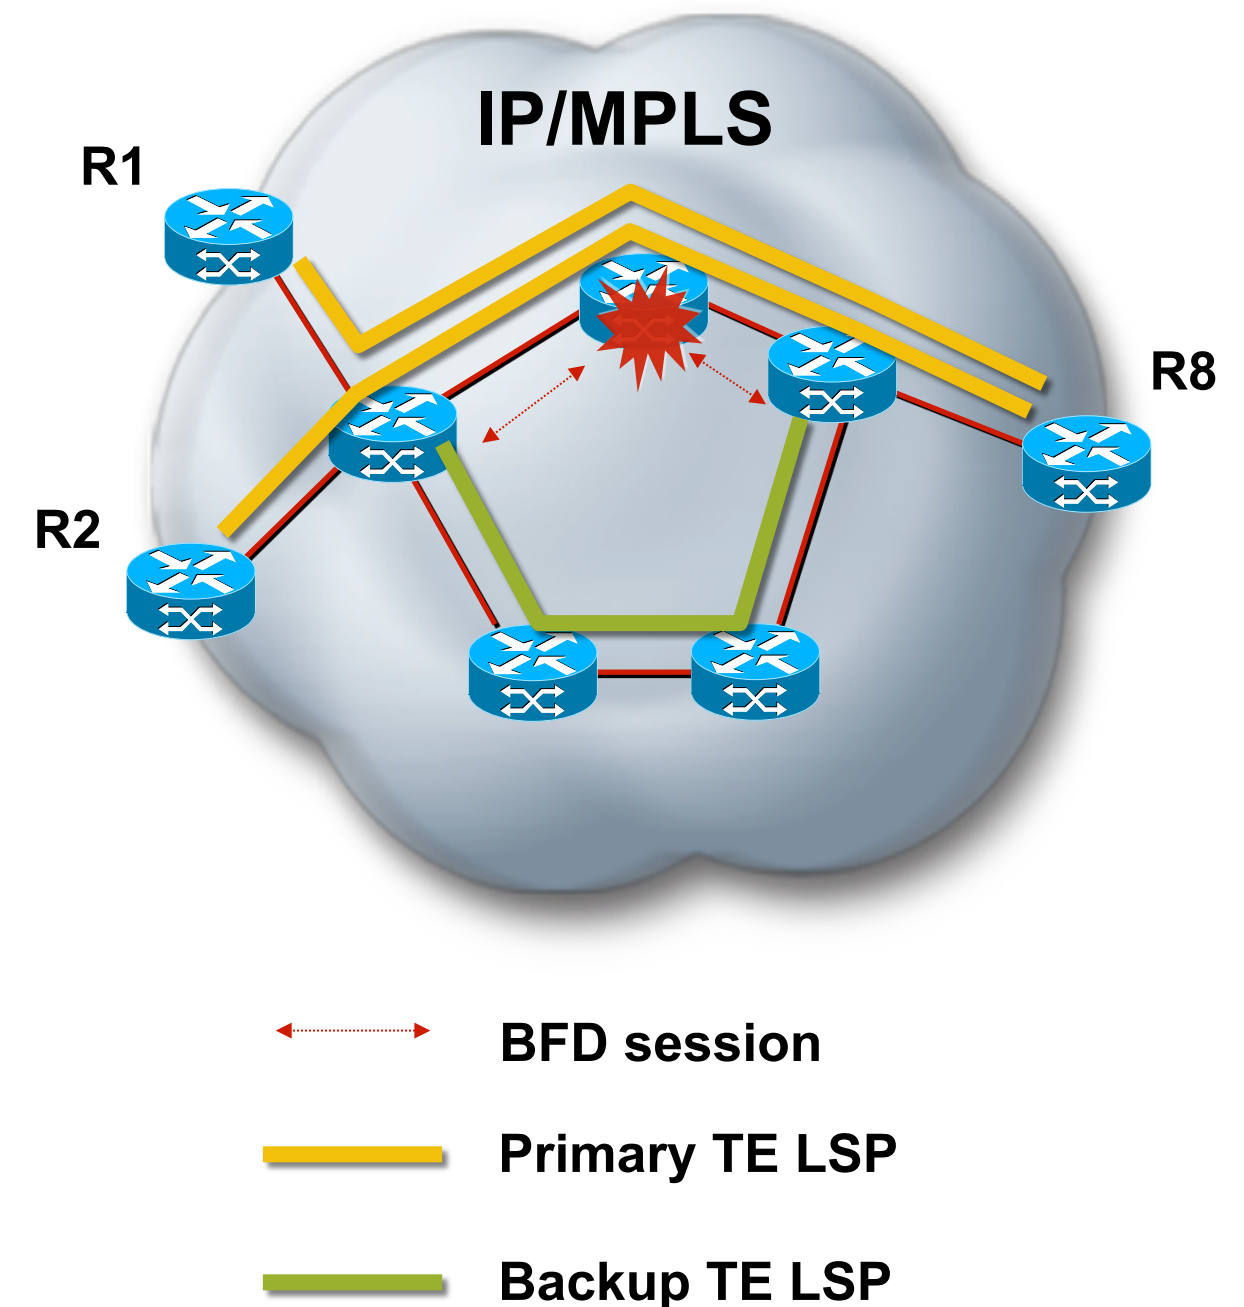 IP/MPLS
R1
R8
R2
BFD session
Primary TE LSP
Backup TE LSP